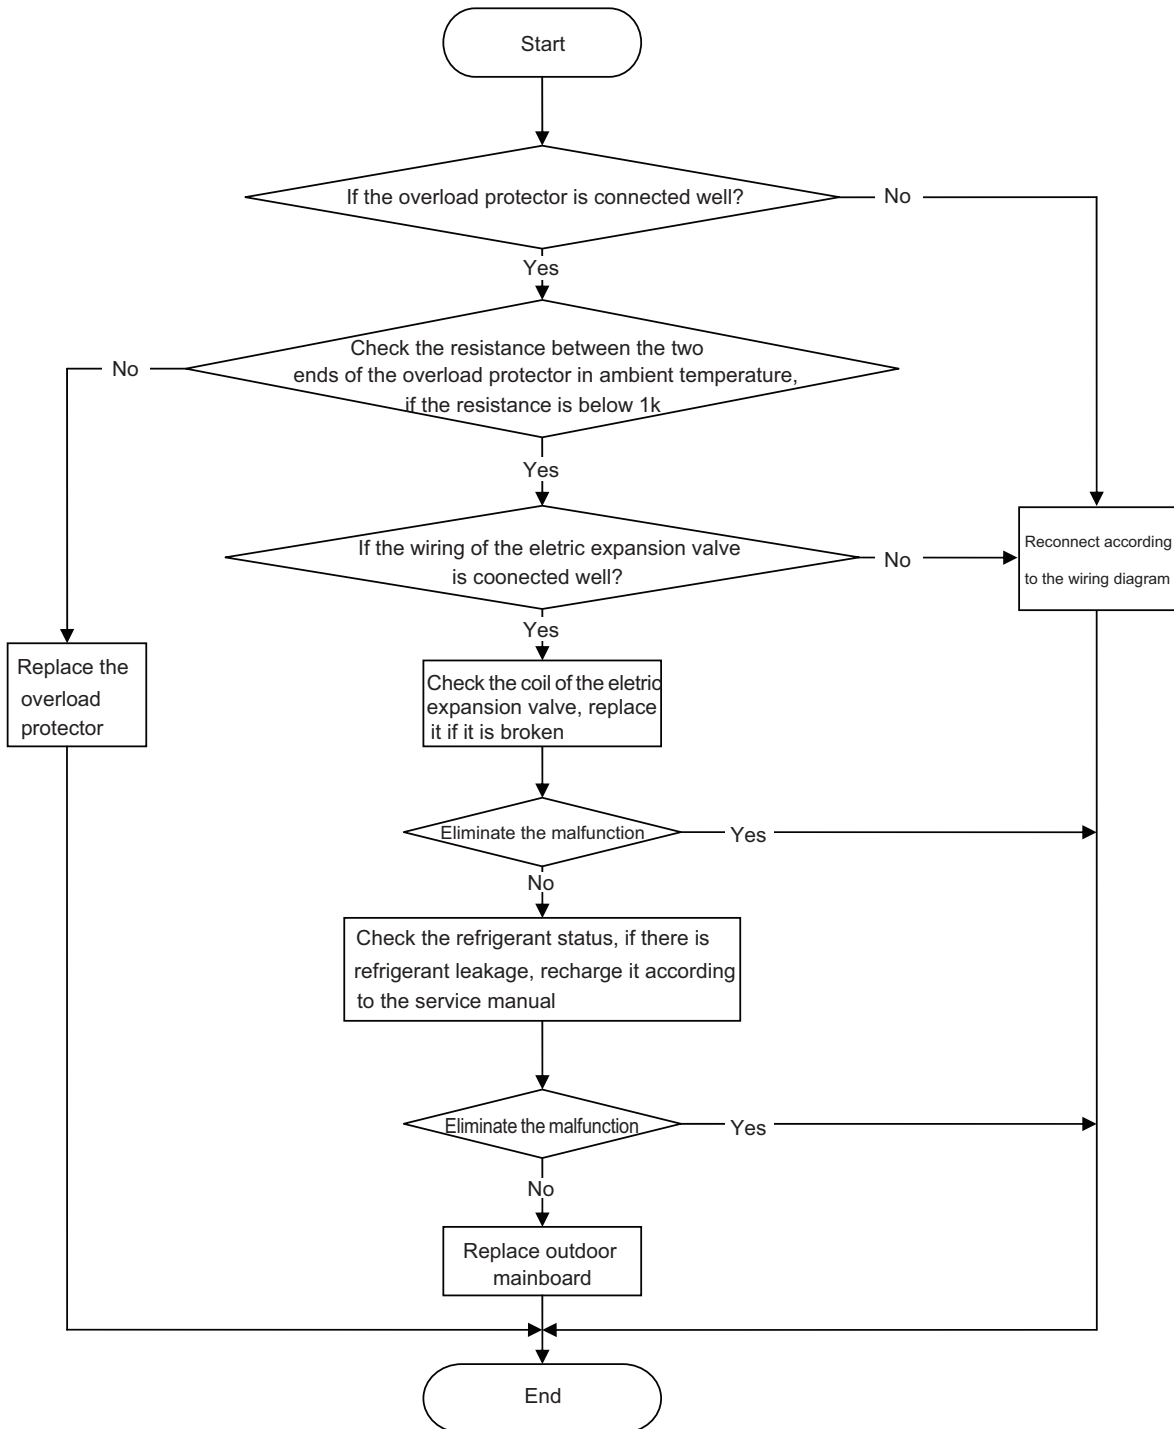 Start
If the overload protector is connected well?
No
Yes
Check the resistance between the two
ends of the overload protector in ambient temperature,
if the resistance is below 1k
No
Yes
If the wiring of the eletric expansion valve
is coonected well?
No
Reconnect according
to the wiring diagram
Yes
Replace the
overload
protector
Check the coil of the eletric
expansion valve, replace
it if it is broken
Eliminate the malfunction
Yes
No
Check the refrigerant status, if there is
refrigerant leakage, recharge it according
to the service manual
Eliminate the malfunction
Yes
No
Replace outdoor
mainboard
End